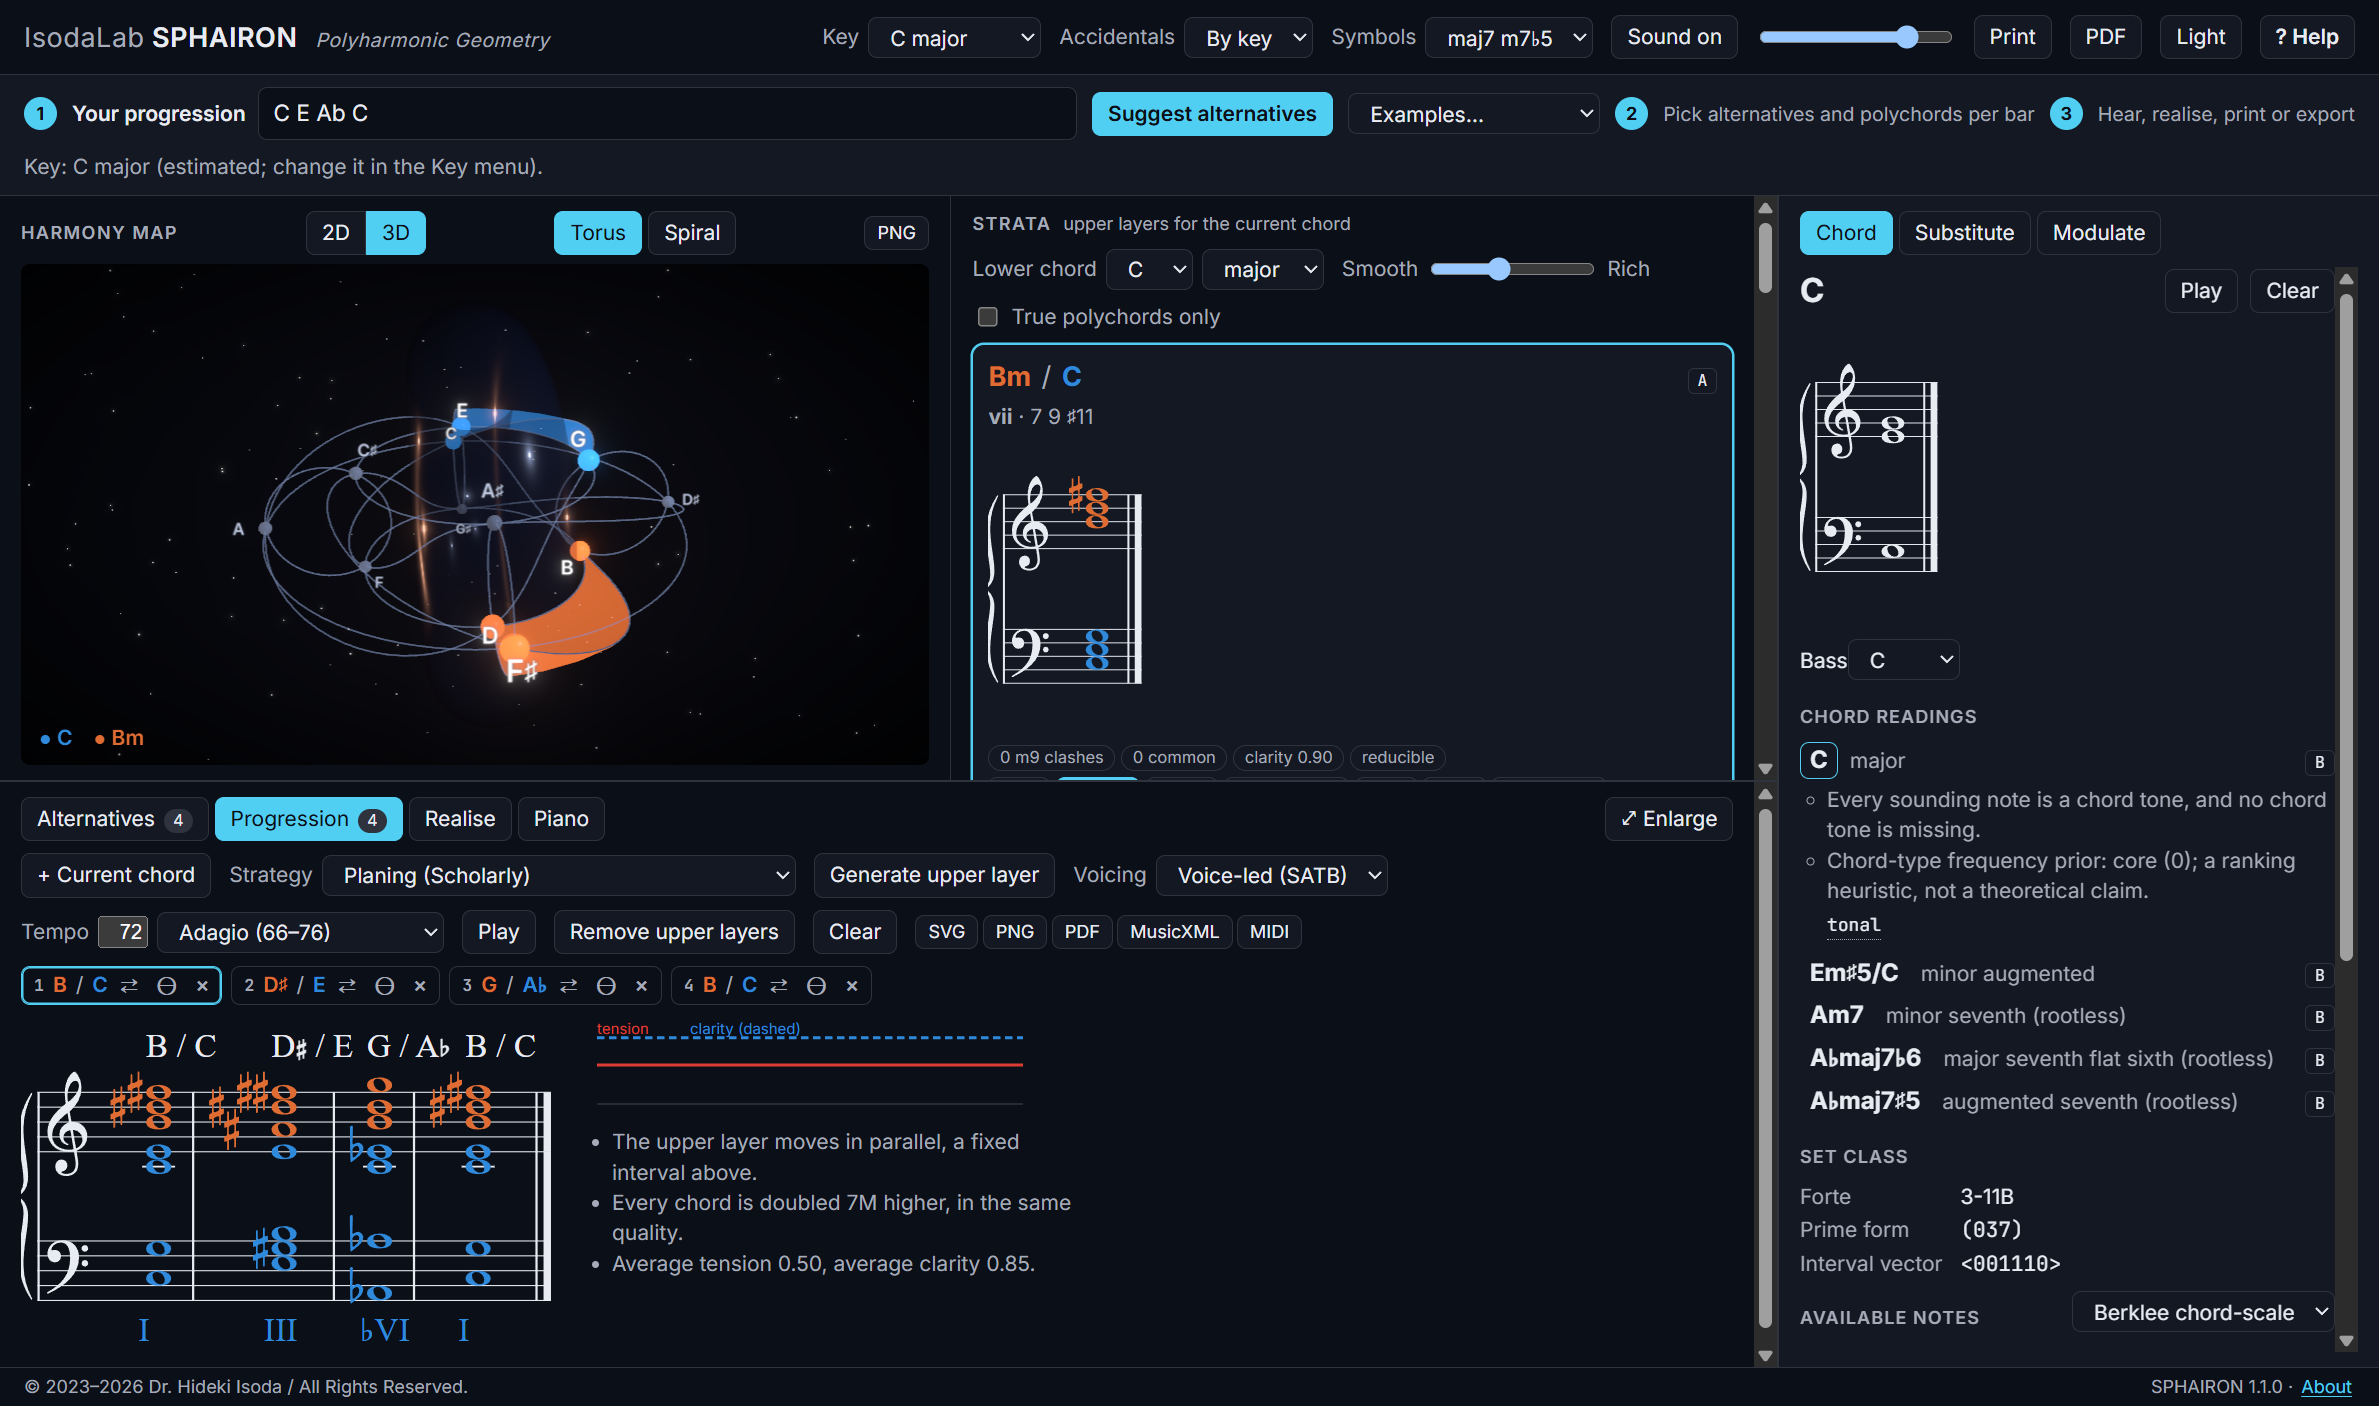 IsodaLab SPHAIRON Polyharmonic Geometry
Key C major Accidentals By key Symbols maj7 m7♭5 Sound on Print PDF Light ? Help
1 Your progression C E Ab C Suggest alternatives Examples... 2 Pick alternatives and polychords per bar 3 Hear, realise, print or export
Key: C major (estimated; change it in the Key menu).
HARMONY MAP 2D 3D Torus Spiral PNG
E
C
G
C♯
A♯
D♯
G♯
A
B
F
D
F♯
C Bm
STRATA upper layers for the current chord
Lower chord C major Smooth Rich
True polychords only
Bm / C A
vii · 7 9 ♯11
0 m9 clashes 0 common clarity 0.90 reducible
Chord Substitute Modulate
C Play Clear
Bass C
CHORD READINGS
C major B
Every sounding note is a chord tone, and no chord
tone is missing.
Chord-type frequency prior: core (0); a ranking
heuristic, not a theoretical claim.
tonal
Em♯5/C minor augmented B
Am7 minor seventh (rootless) B
A♭maj7♭6 major seventh flat sixth (rootless) B
A♭maj7♯5 augmented seventh (rootless) B
SET CLASS
Forte 3-11B
Prime form (037)
Interval vector <001110>
AVAILABLE NOTES Berklee chord-scale
Alternatives 4 Progression 4 Realise Piano Enlarge
+ Current chord Strategy Planing (Scholarly) Generate upper layer Voicing Voice-led (SATB)
Tempo 72 Adagio (66–76) Play Remove upper layers Clear SVG PNG PDF MusicXML MIDI
1 B / C ⇄ × 2 D♯ / E ⇄ × 3 G / A♭ ⇄ × 4 B / C ⇄ ×
B / C D♯ / E G / A♭ B / C
I III ♭VI I
tension clarity (dashed)
The upper layer moves in parallel, a fixed
interval above.
Every chord is doubled 7M higher, in the same
quality.
Average tension 0.50, average clarity 0.85.
© 2023–2026 Dr. Hideki Isoda / All Rights Reserved.
SPHAIRON 1.1.0 · About